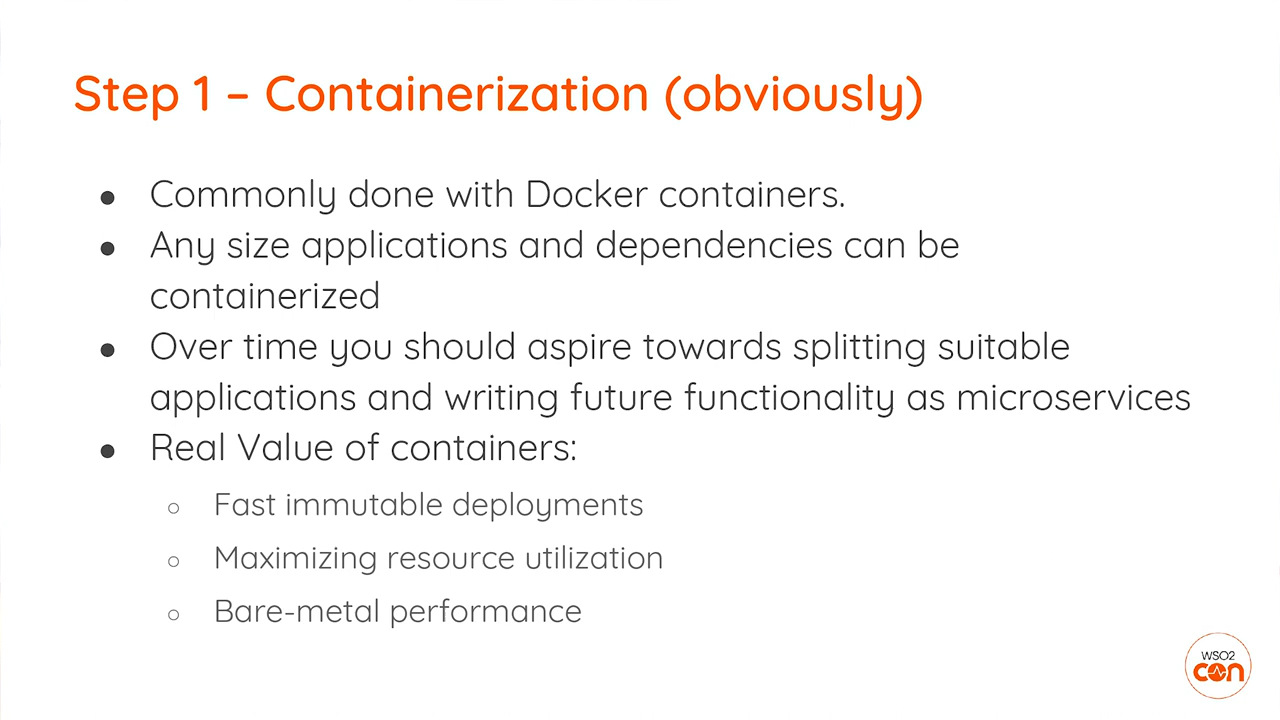 Step 1 – Containerization (obviously)
● Commonly done with Docker containers.
● Any size applications and dependencies can be
containerized
● Over time you should aspire towards splitting suitable
applications and writing future functionality as microservices
● Real Value of containers:
○ Fast immutable deployments
○ Maximizing resource utilization
○ Bare-metal performance
WSO2
con